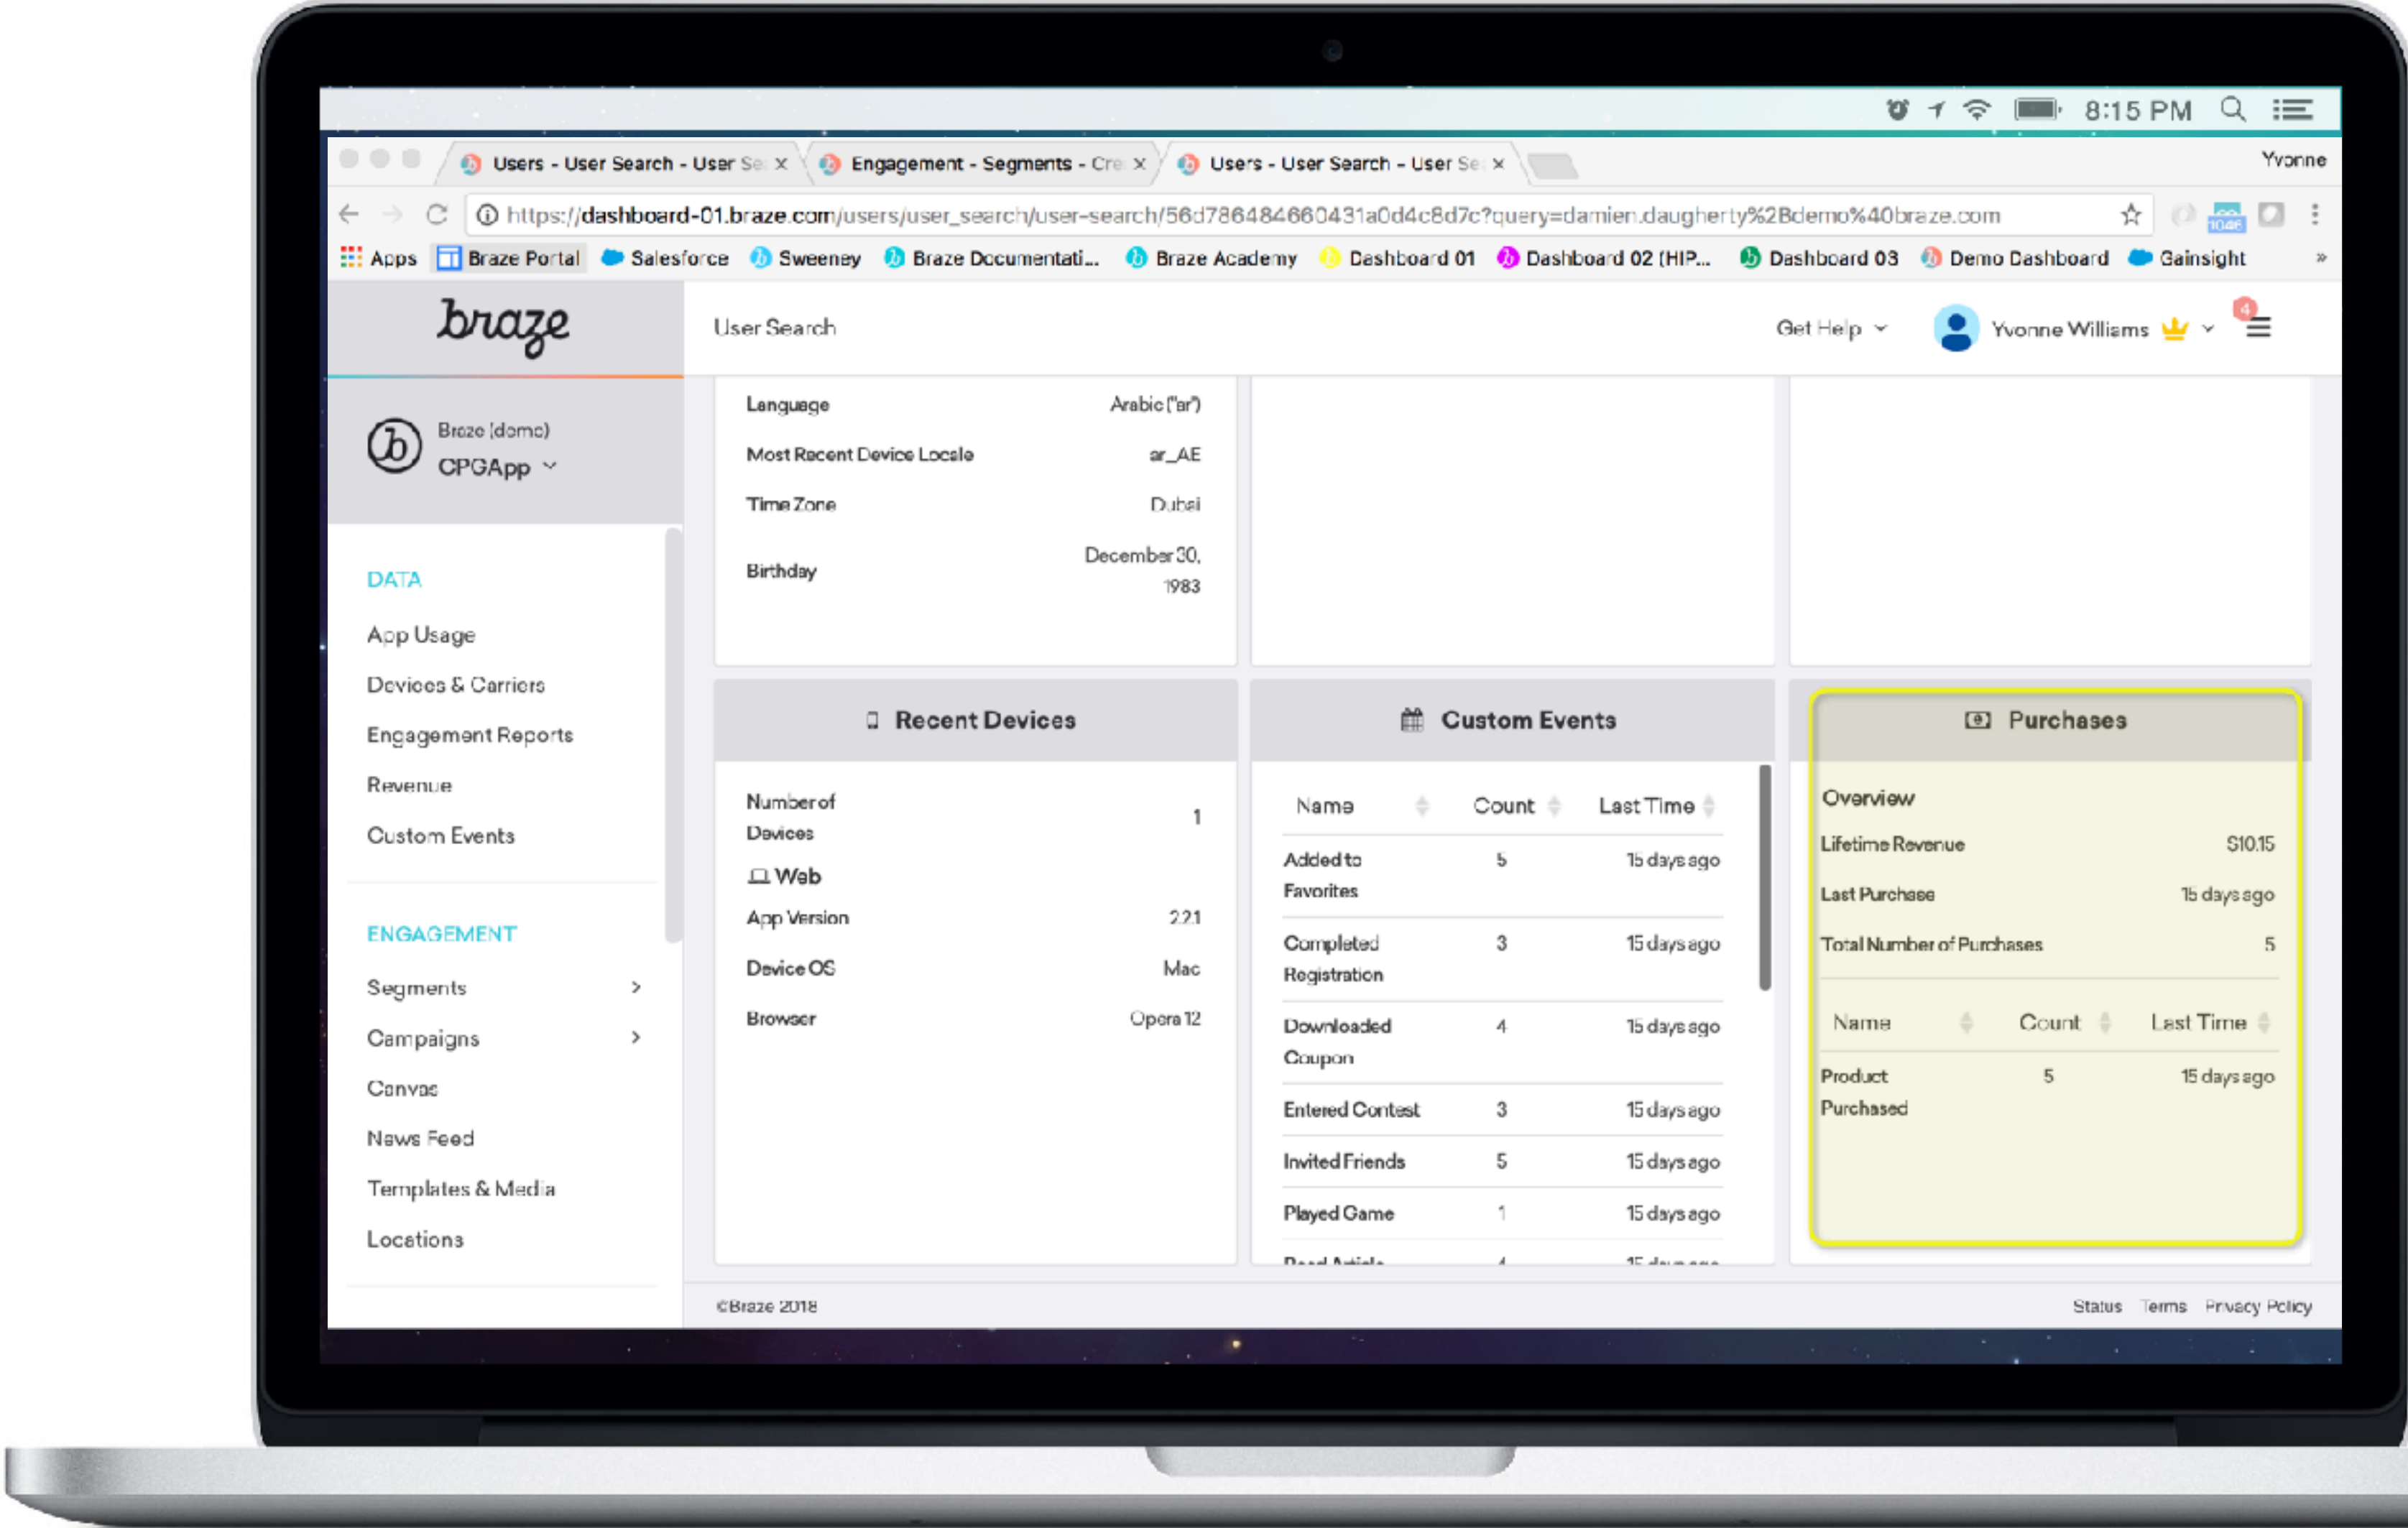 8:15 PM
Users - User Search - User Se
Engagement - Segments - Cre
Users - User Search - User Se
Yvonne
https://dashboard-01.braze.com/users/user_search/user-search/56d786484660431a0d4c8d7c?query=damien.daugherty%2Bdemo%40braze.com
1046
Apps Braze Portal Salesforce Sweeney Braze Documentati... Braze Academy Dashboard 01 Dashboard 02 (HIP... Dashboard 03 Demo Dashboard Gainsight »
braze
User Search
Get Help
Yvonne Williams
4
Braze (demo)
CPGApp
DATA
App Usage
Devices & Carriers
Engagement Reports
Revenue
Custom Events
ENGAGEMENT
Segments
Campaigns
Canvas
News Feed
Templates & Media
Locations
Language Arabic ("ar")
Most Recent Device Locale ar_AE
Time Zone Dubai
Birthday December 30, 1983
Recent Devices
Number of Devices 1
Web
App Version 2.2.1
Device OS Mac
Browser Opera 12
Custom Events
Name Count Last Time
Added to Favorites 5 15 days ago
Completed Registration 3 15 days ago
Downloaded Coupon 4 15 days ago
Entered Contest 3 15 days ago
Invited Friends 5 15 days ago
Played Game 1 15 days ago
Purchases
Overview
Lifetime Revenue $10.15
Last Purchase 15 days ago
Total Number of Purchases 5
Name Count Last Time
Product Purchased 5 15 days ago
©Braze 2018
Status Terms Privacy Policy